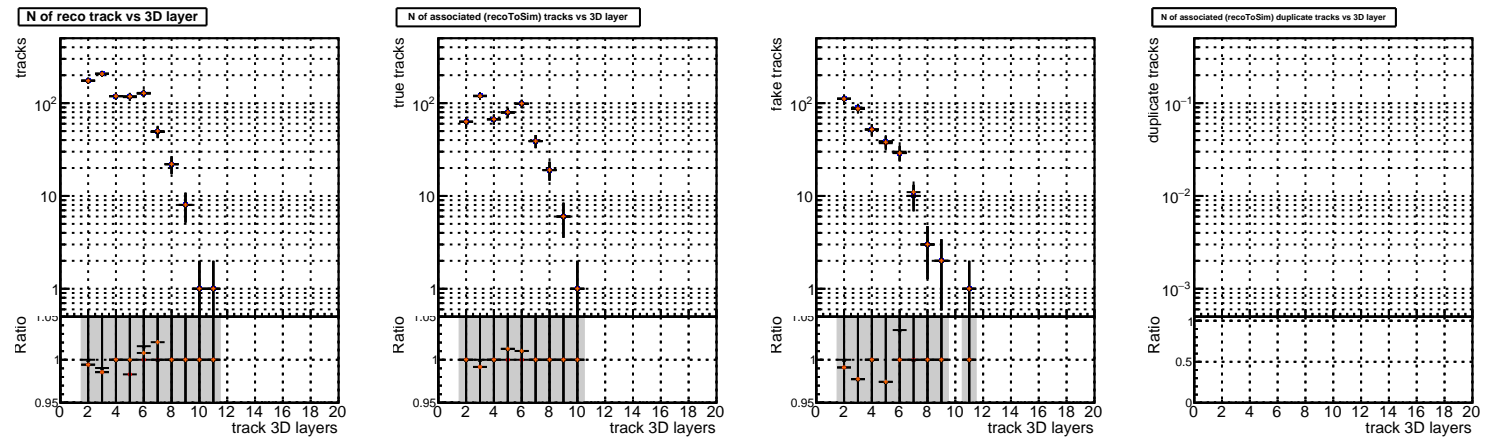 N of reco track vs 3D layer
tracks
10²
10
1
Ratio
1.05
1
0.95
0 2 4 6 8 10 12 14 16 18 20
track 3D layers
N of associated (recoToSim) tracks vs 3D layer
true tracks
10²
10
1
Ratio
1.05
1
0.95
0 2 4 6 8 10 12 14 16 18 20
track 3D layers
fake tracks
10²
10
1
Ratio
1.05
1
0.95
0 2 4 6 8 10 12 14 16 18 20
track 3D layers
N of associated (recoToSim) duplicate tracks vs 3D layer
duplicate tracks
10⁻¹
10⁻²
10⁻³
Ratio
1
0.5
0
0 2 4 6 8 10 12 14 16 18 20
track 3D layers